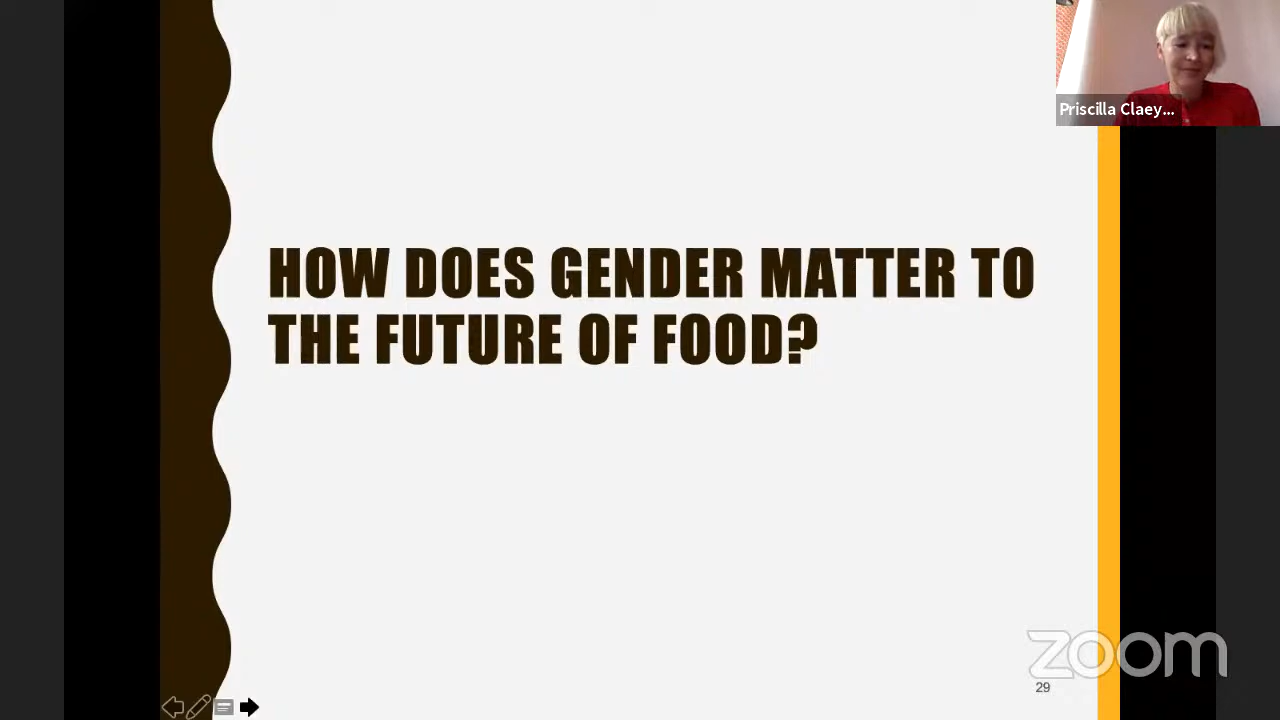 Priscilla Claey...
HOW DOES GENDER MATTER TO
THE FUTURE OF FOOD?
zoom
29